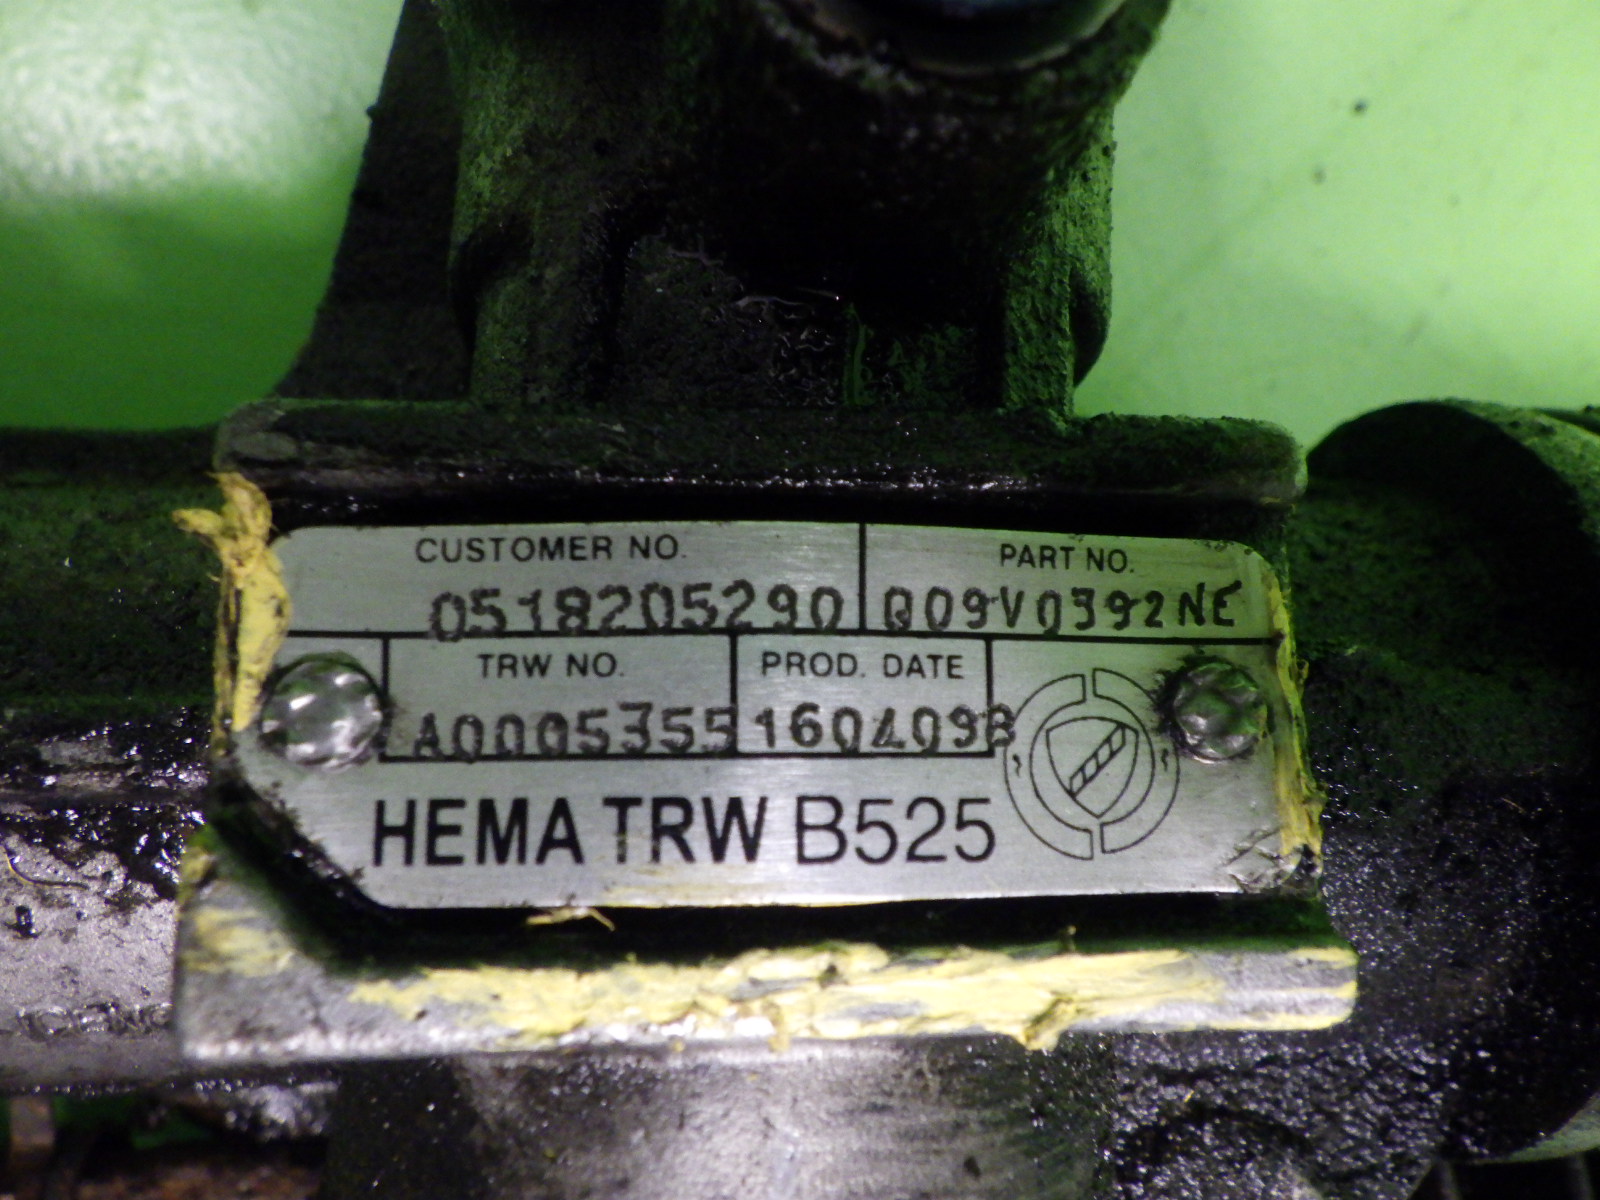 CUSTOMER NO. PART NO.
0518205290 Q09V0392NE
TRW NO. PROD. DATE
A0005355 160409B
HEMA TRW B525